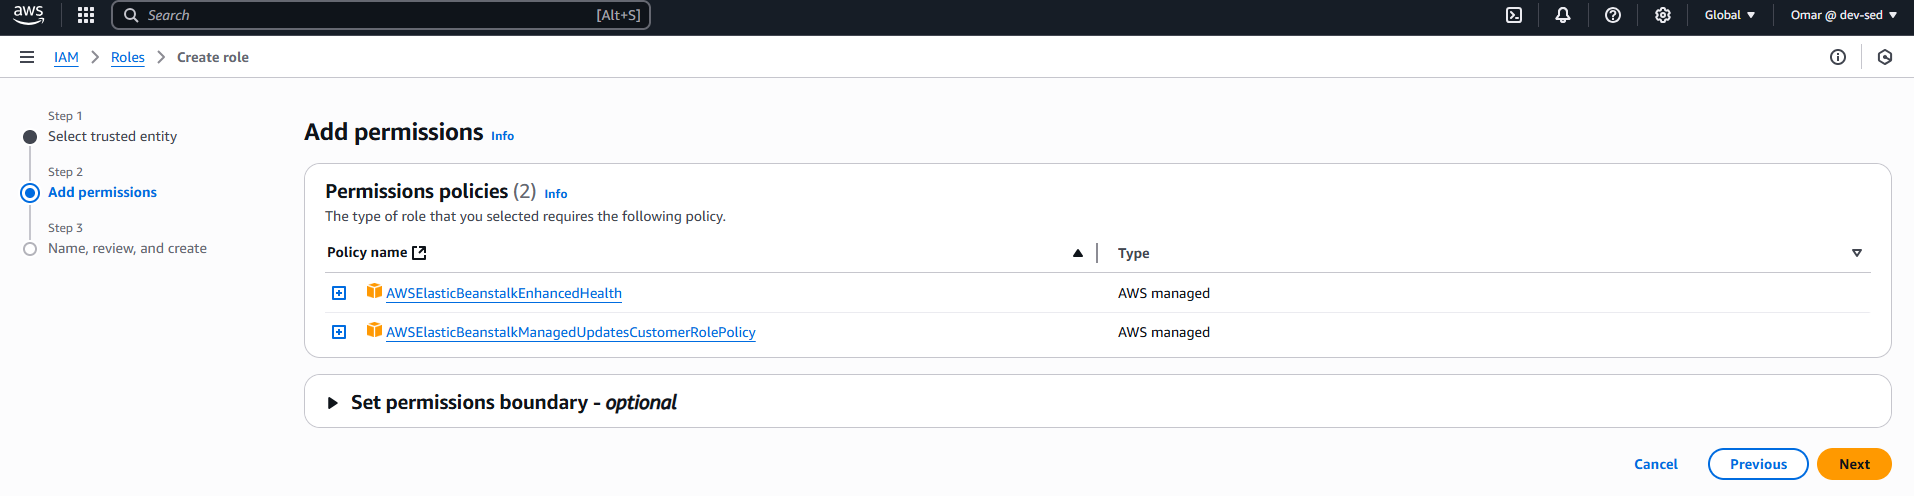 aws
Search [Alt+S] Global Omar @ dev-sed
IAM Roles Create role
Step 1
Select trusted entity
Step 2
Add permissions
Step 3
Name, review, and create
Add permissions Info
Permissions policies (2) Info
The type of role that you selected requires the following policy.
Policy name Type
AWSElasticBeanstalkEnhancedHealth AWS managed
AWSElasticBeanstalkManagedUpdatesCustomerRolePolicy AWS managed
Set permissions boundary - optional
Cancel Previous Next